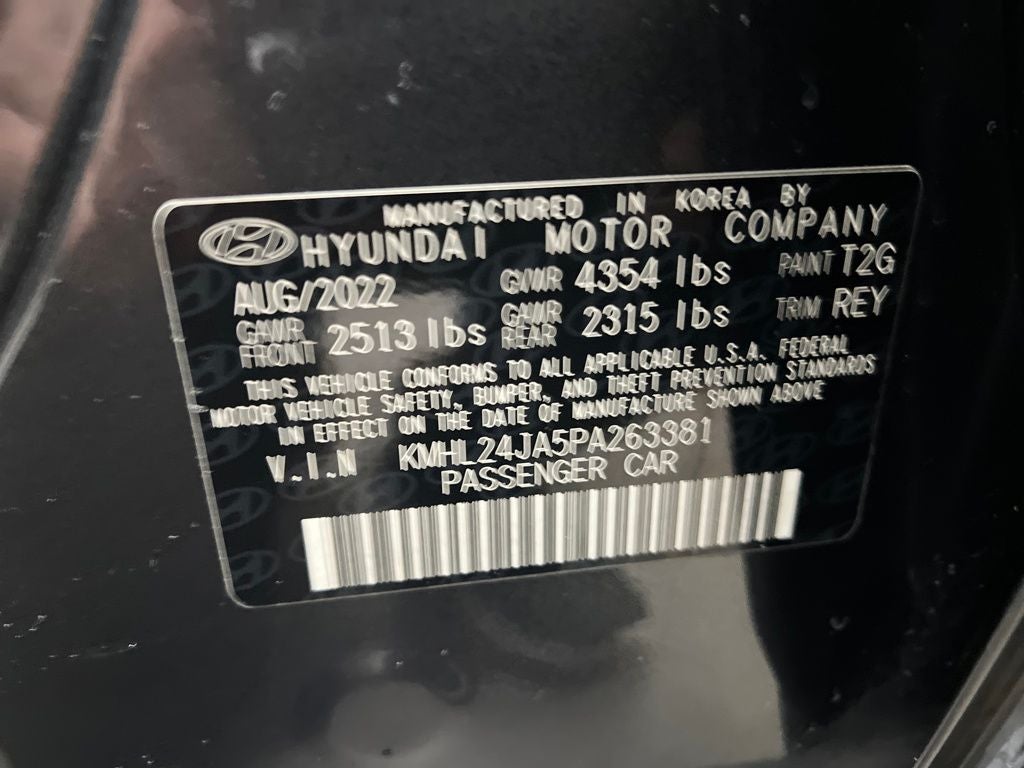 MANUFACTURED IN KOREA BY
HYUNDAI MOTOR COMPANY
AUG/2022 GVWR 4354 lbs PAINT T2G
GAWR FRONT 2513 lbs GAWR REAR 2315 lbs TRIM REY
THIS VEHICLE CONFORMS TO ALL APPLICABLE U.S.A. FEDERAL
MOTOR VEHICLE SAFETY, BUMPER, AND THEFT PREVENTION STANDARDS
IN EFFECT ON THE DATE OF MANUFACTURE SHOWN ABOVE
V.I.N KMHL24JA5PA263381
PASSENGER CAR